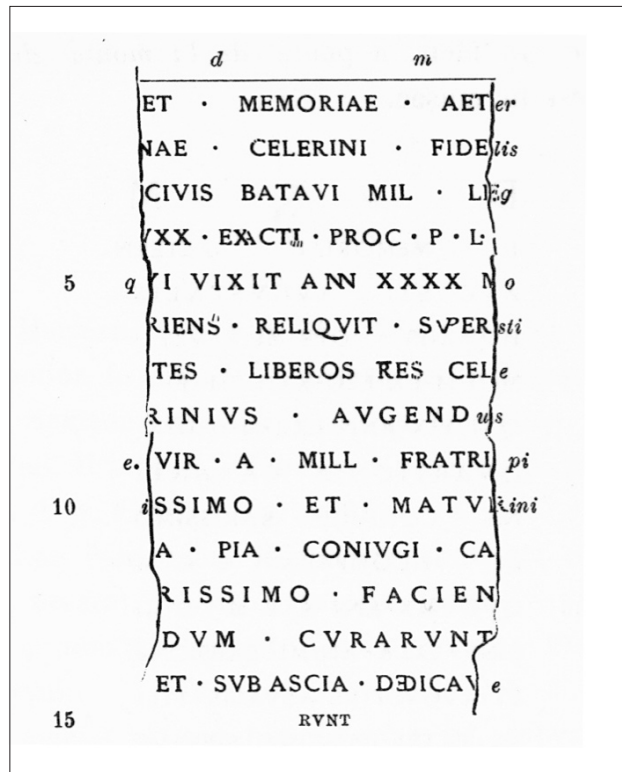 d m
ET · MEMORIAE · AETer
NAE · CELERINI · FIDElis
CIVIS BATAVI MIL · LEg
XX · EXACTI · PROC · P · L·
5 qVI VIXIT ANN XXXX Mo
RIENS · RELIQVIT · SVPERsti
TES · LIBEROS TRES CELe
RINIVS · AVGENDus
e. VIR · A · MILL · FRATRI pi
10 iSSIMO · ET · MATVRini
A · PIA · CONIVGI · CA
RISSIMO · FACIEN
DVM · CVRARVNT
ET · SVB ASCIA · DEDICAV e
15 RVNT